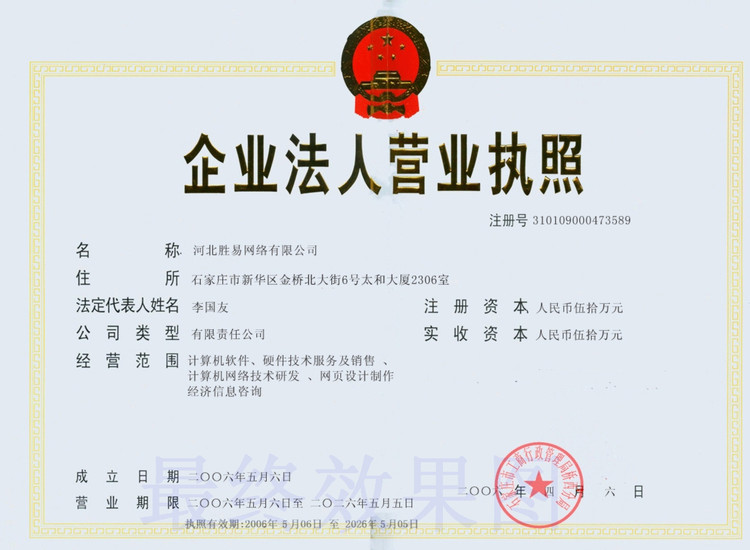 企业法人营业执照
注册号 310109000473589
名 称 河北胜易网络有限公司
住 所 石家庄市新华区金桥北大街6号太和大厦2306室
法定代表人姓名 李国友 注 册 资 本 人民币伍拾万元
公 司 类 型 有限责任公司 实 收 资 本 人民币伍拾万元
经 营 范 围 计算机软件、硬件技术服务及销售 、
计算机网络技术研发 、网页设计制作
经济信息咨询
最终效果图
石家庄市工商行政管理局桥西分局
成 立 日 期 二〇〇六年五月六日
二〇〇六 年 四 月 六 日
营 业 期 限 二〇〇六年五月六日至 二〇二六年五月五日
执照有效期:2006年 5月06日 至 2026年 5月05日